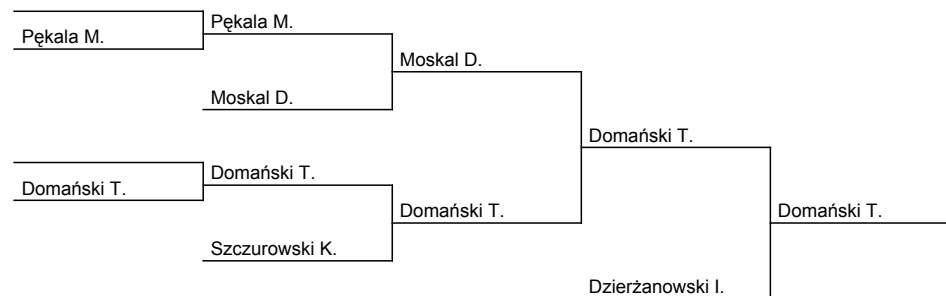 Pękala M.
Pękala M.
Moskal D.
Moskal D.
Domański T.
Domański T.
Domański T.
Domański T.
Domański T.
Szczurowski K.
Dzierżanowski I.